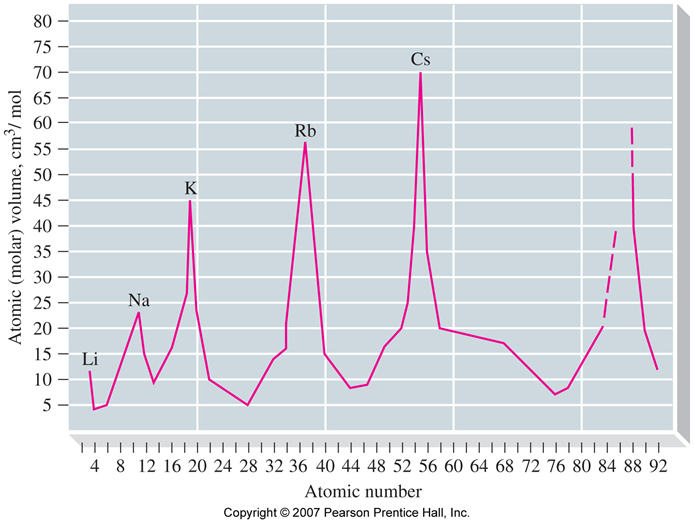 80
75
70
65
60
55
50
45
40
35
30
25
20
15
10
5
Atomic (molar) volume, cm³/mol
Li
Na
K
Rb
Cs
4 8 12 16 20 24 28 32 36 40 44 48 52 56 60 64 68 72 76 80 84 88 92
Atomic number
Copyright © 2007 Pearson Prentice Hall, Inc.